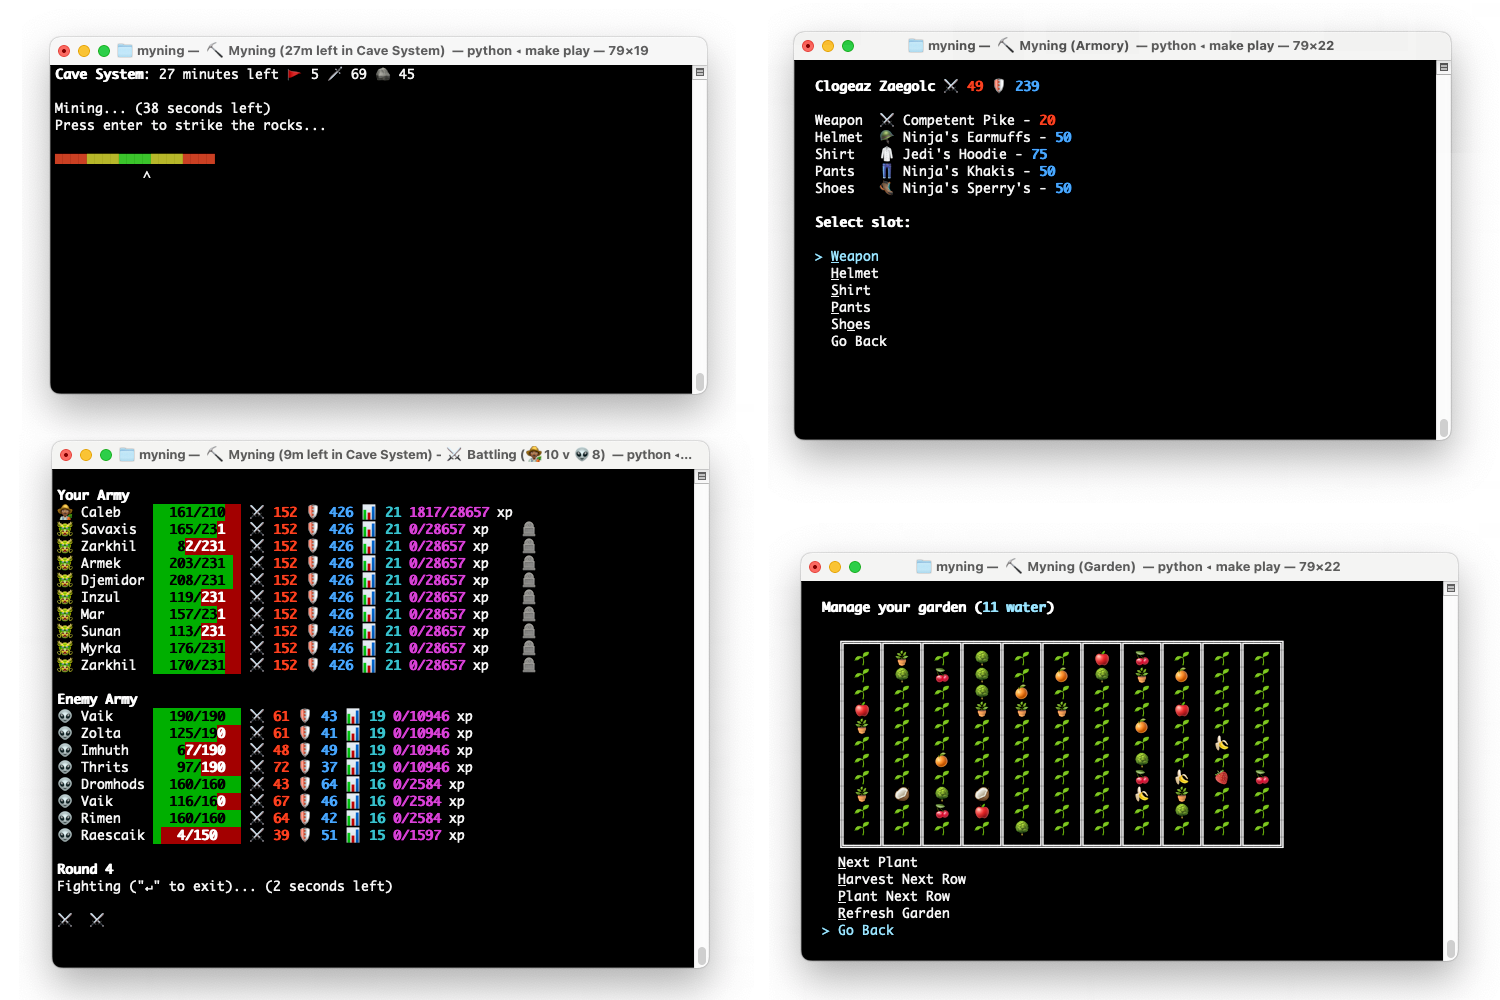 myning — Myning (27m left in Cave System) — python ◂ make play — 79×19
Cave System: 27 minutes left 5 69 45
Mining... (38 seconds left)
Press enter to strike the rocks...
^
myning — Myning (Armory) — python ◂ make play — 79×22
Clogeaz Zaegolc 49 239
Weapon Competent Pike - 20
Helmet Ninja's Earmuffs - 50
Shirt Jedi's Hoodie - 75
Pants Ninja's Khakis - 50
Shoes Ninja's Sperry's - 50
Select slot:
> Weapon
Helmet
Shirt
Pants
Shoes
Go Back
myning — Myning (9m left in Cave System) - Battling (10 v 8) — python ◂...
Your Army
Caleb 161/210 152 426 21 1817/28657 xp
Savaxis 165/231 152 426 21 0/28657 xp
Zarkhil 82/231 152 426 21 0/28657 xp
Armek 203/231 152 426 21 0/28657 xp
Djemidor 208/231 152 426 21 0/28657 xp
Inzul 119/231 152 426 21 0/28657 xp
Mar 157/231 152 426 21 0/28657 xp
Sunan 113/231 152 426 21 0/28657 xp
Myrka 176/231 152 426 21 0/28657 xp
Zarkhil 170/231 152 426 21 0/28657 xp
Enemy Army
Vaik 190/190 61 43 19 0/10946 xp
Zolta 125/190 61 41 19 0/10946 xp
Imhuth 67/190 48 49 19 0/10946 xp
Thrits 97/190 72 37 19 0/10946 xp
Dromhods 160/160 43 64 16 0/2584 xp
Vaik 116/160 67 46 16 0/2584 xp
Rimen 160/160 64 42 16 0/2584 xp
Raescaik 4/150 39 51 15 0/1597 xp
Round 4
Fighting ("↵" to exit)... (2 seconds left)
myning — Myning (Garden) — python ◂ make play — 79×22
Manage your garden (11 water)
Next Plant
Harvest Next Row
Plant Next Row
Refresh Garden
> Go Back